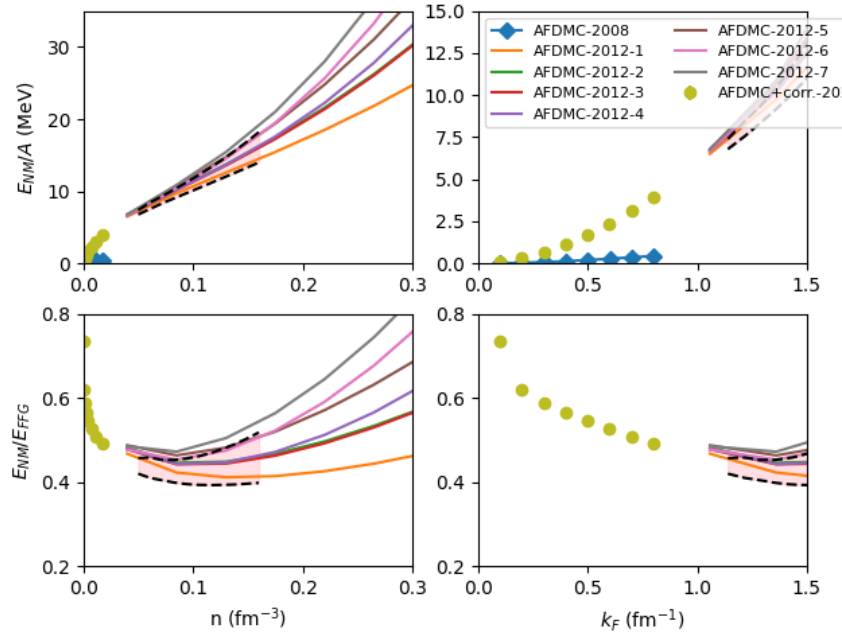 E_NM/A (MeV)
30
20
10
0
0.0 0.1 0.2 0.3
15.0
12.5
10.0
7.5
5.0
2.5
0.0
0.0 0.5 1.0 1.5
AFDMC-2008
AFDMC-2012-1
AFDMC-2012-2
AFDMC-2012-3
AFDMC-2012-4
AFDMC-2012-5
AFDMC-2012-6
AFDMC-2012-7
AFDMC+corr.-20
E_NM/E_FFG
0.8
0.6
0.4
0.2
0.0 0.1 0.2 0.3
n (fm⁻³)
0.8
0.6
0.4
0.2
0.0 0.5 1.0 1.5
k_F (fm⁻¹)